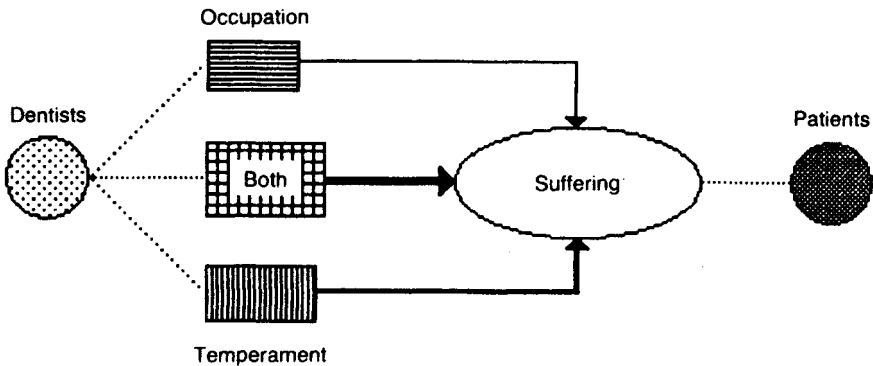 Occupation
Dentists
Patients
Both
Suffering
Temperament